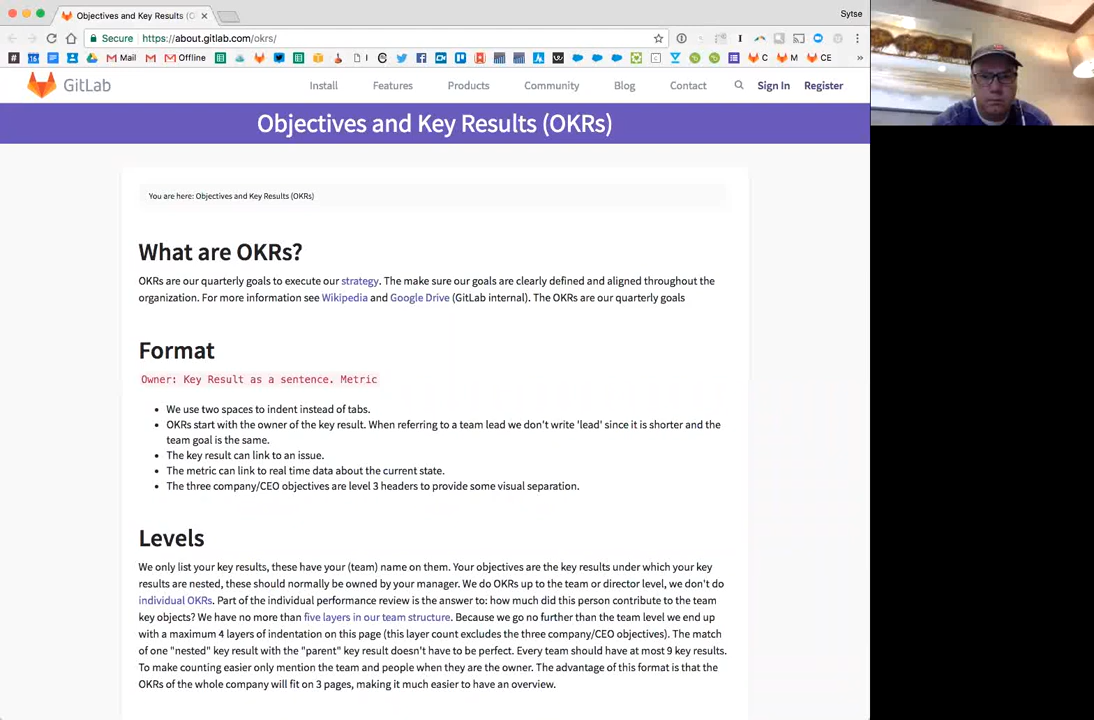 Objectives and Key Results (O
Sytse
Secure
https://about.gitlab.com/okrs/
Mail
Offline
C
M
CE
GitLab
Install
Features
Products
Community
Blog
Contact
Sign In
Register
Objectives and Key Results (OKRs)
You are here: Objectives and Key Results (OKRs)
What are OKRs?
OKRs are our quarterly goals to execute our strategy. The make sure our goals are clearly defined and aligned throughout the
organization. For more information see Wikipedia and Google Drive (GitLab internal). The OKRs are our quarterly goals
Format
Owner: Key Result as a sentence. Metric
• We use two spaces to indent instead of tabs.
• OKRs start with the owner of the key result. When referring to a team lead we don't write 'lead' since it is shorter and the
team goal is the same.
• The key result can link to an issue.
• The metric can link to real time data about the current state.
• The three company/CEO objectives are level 3 headers to provide some visual separation.
Levels
We only list your key results, these have your (team) name on them. Your objectives are the key results under which your key
results are nested, these should normally be owned by your manager. We do OKRs up to the team or director level, we don't do
individual OKRs. Part of the individual performance review is the answer to: how much did this person contribute to the team
key objects? We have no more than five layers in our team structure. Because we go no further than the team level we end up
with a maximum 4 layers of indentation on this page (this layer count excludes the three company/CEO objectives). The match
of one "nested" key result with the "parent" key result doesn't have to be perfect. Every team should have at most 9 key results.
To make counting easier only mention the team and people when they are the owner. The advantage of this format is that the
OKRs of the whole company will fit on 3 pages, making it much easier to have an overview.